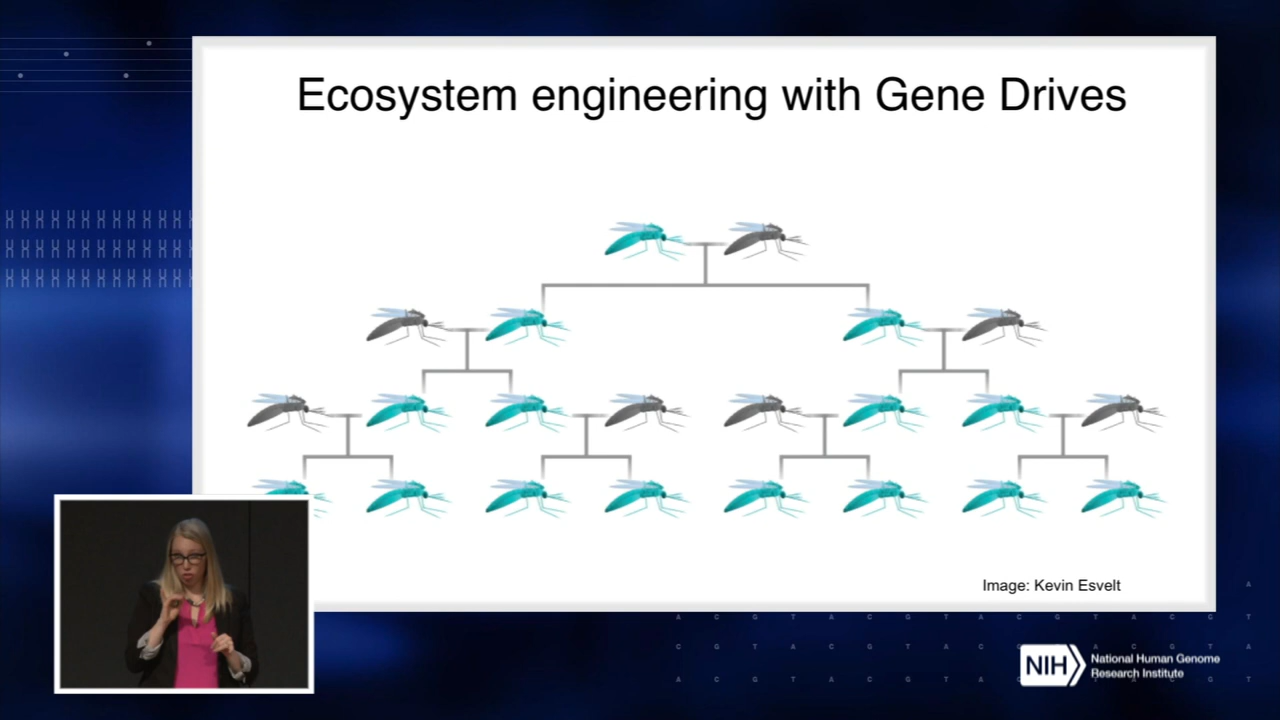 Ecosystem engineering with Gene Drives
Image: Kevin Esvelt
A
A C G T A C G T A C G T
C G T A C G T A C G A
A C G T A C G T A C G T
NIH
National Human Genome
Research Institute